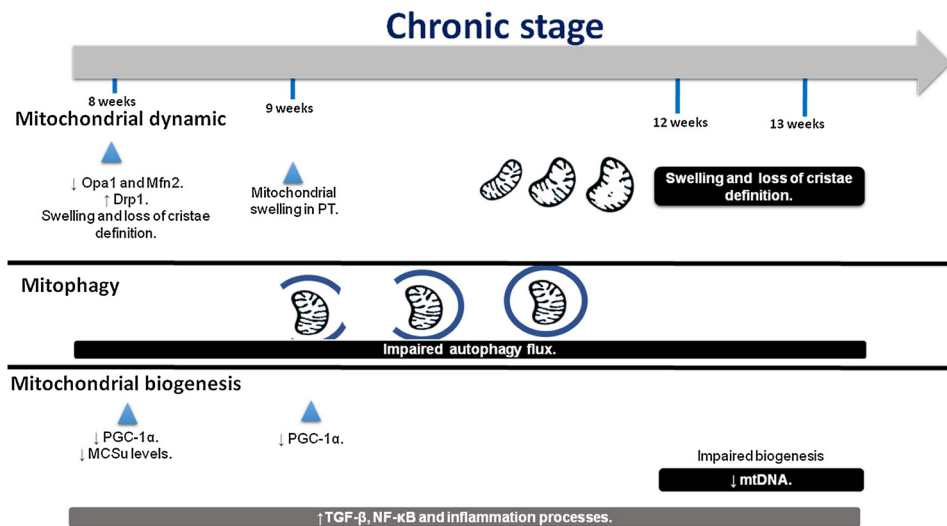 Chronic stage
8 weeks
9 weeks
12 weeks
13 weeks
Mitochondrial dynamic
↓ Opa1 and Mfn2.
↑ Drp1.
Swelling and loss of cristae
definition.
Mitochondrial
swelling in PT.
Swelling and loss of cristae
definition.
Mitophagy
Impaired autophagy flux.
Mitochondrial biogenesis
↓ PGC-1α.
↓ MCSu levels.
↓ PGC-1α.
Impaired biogenesis
↓ mtDNA.
↑TGF-β, NF-κB and inflammation processes.